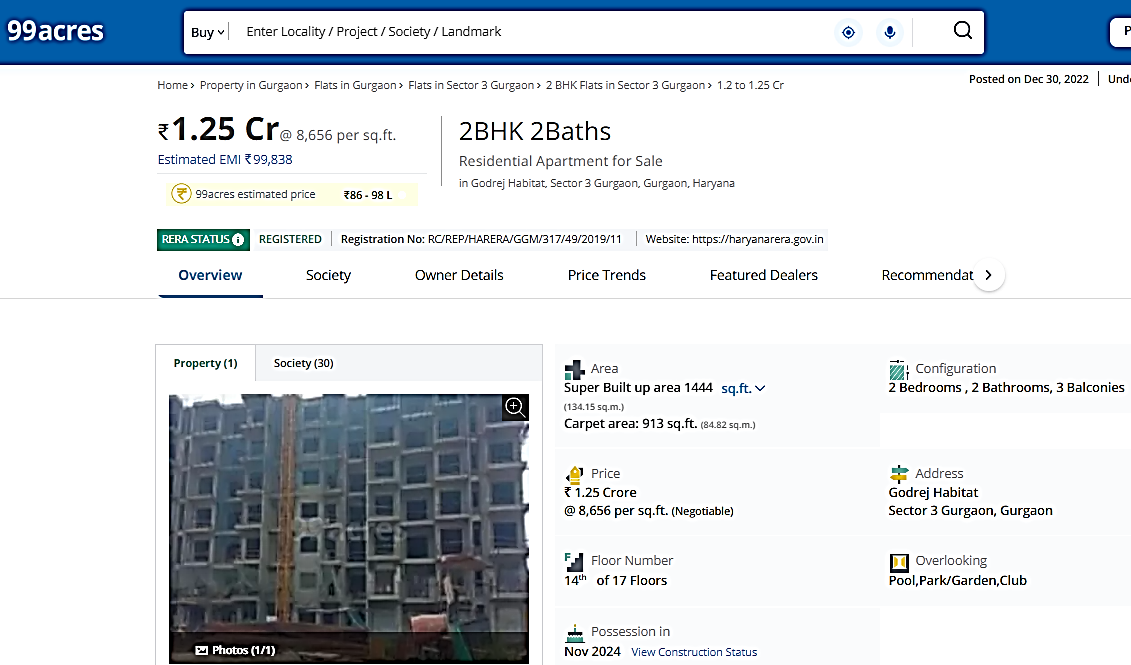 99acres
Buy
Enter Locality / Project / Society / Landmark
Home › Property in Gurgaon › Flats in Gurgaon › Flats in Sector 3 Gurgaon › 2 BHK Flats in Sector 3 Gurgaon › 1.2 to 1.25 Cr
Posted on Dec 30, 2022
₹1.25 Cr@ 8,656 per sq.ft.
Estimated EMI ₹99,838
99acres estimated price ₹86 - 98 L
2BHK 2Baths
Residential Apartment for Sale
in Godrej Habitat, Sector 3 Gurgaon, Gurgaon, Haryana
RERA STATUS REGISTERED Registration No: RC/REP/HARERA/GGM/317/49/2019/11 Website: https://haryanarera.gov.in
Overview Society Owner Details Price Trends Featured Dealers Recommendat
Property (1) Society (30)
99acres
Photos (1/1)
Area
Super Built up area 1444 sq.ft.
(134.15 sq.m.)
Carpet area: 913 sq.ft. (84.82 sq.m.)
Configuration
2 Bedrooms , 2 Bathrooms, 3 Balconies
Price
₹ 1.25 Crore
@ 8,656 per sq.ft. (Negotiable)
Address
Godrej Habitat
Sector 3 Gurgaon, Gurgaon
Floor Number
14th of 17 Floors
Overlooking
Pool,Park/Garden,Club
Possession in
Nov 2024 View Construction Status